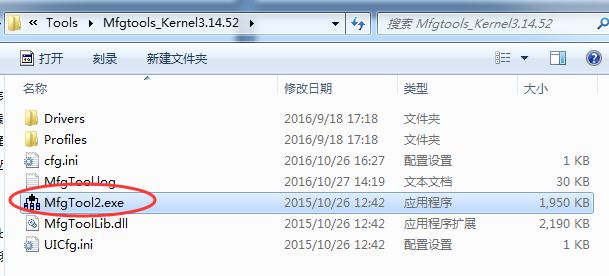 « Tools ▸ Mfgtools_Kernel3.14.52 ▸ 搜索 Mfgtools_Kernel3.14.52
打开 刻录 新建文件夹
名称 修改日期 类型 大小
Drivers 2016/9/18 17:18 文件夹
Profiles 2016/9/18 17:18 文件夹
cfg.ini 2016/10/26 16:27 配置设置 1 KB
MfgTool.log 2016/10/27 14:19 文本文档 30 KB
MfgTool2.exe 2015/10/26 12:42 应用程序 1,950 KB
MfgToolLib.dll 2015/10/26 12:42 应用程序扩展 2,190 KB
UICfg.ini 2015/10/26 12:42 配置设置 1 KB